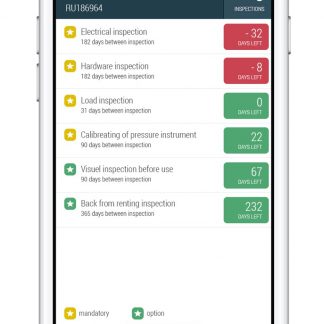 RU186964
INSPECTIONS
Electrical inspection
182 days between inspection
- 32
DAYS LEFT
Hardware inspection
182 days between inspection
- 8
DAYS LEFT
Load inspection
31 days between inspection
0
DAYS LEFT
Calibreating of pressure instrument
90 days between inspection
22
DAYS LEFT
Visuel inspection before use
90 days between inspection
67
DAYS LEFT
Back from renting inspection
365 days between inspection
232
DAYS LEFT
mandatory
option